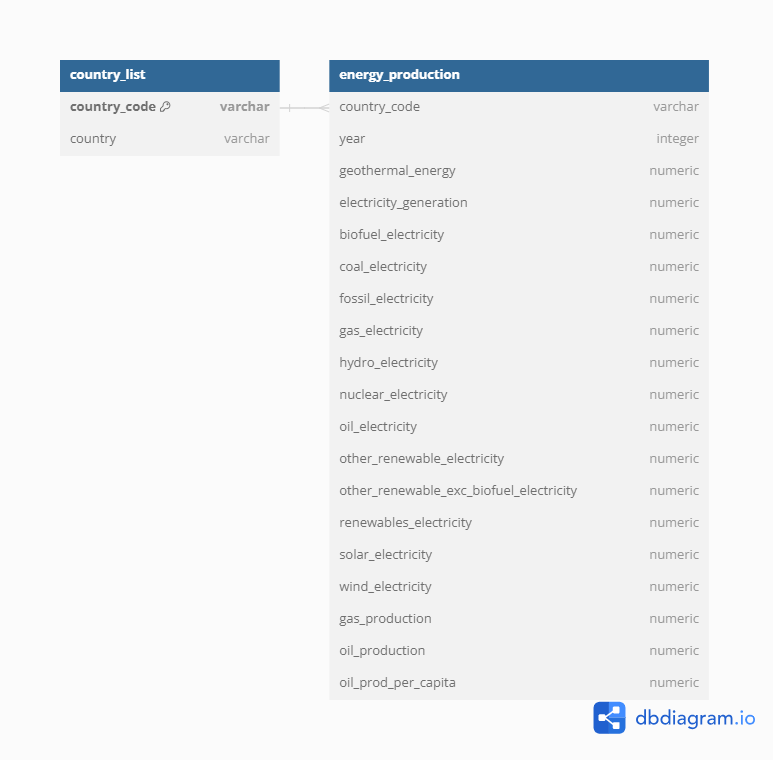 country_list
country_code varchar
country varchar
energy_production
country_code varchar
year integer
geothermal_energy numeric
electricity_generation numeric
biofuel_electricity numeric
coal_electricity numeric
fossil_electricity numeric
gas_electricity numeric
hydro_electricity numeric
nuclear_electricity numeric
oil_electricity numeric
other_renewable_electricity numeric
other_renewable_exc_biofuel_electricity numeric
renewables_electricity numeric
solar_electricity numeric
wind_electricity numeric
gas_production numeric
oil_production numeric
oil_prod_per_capita numeric
dbdiagram.io